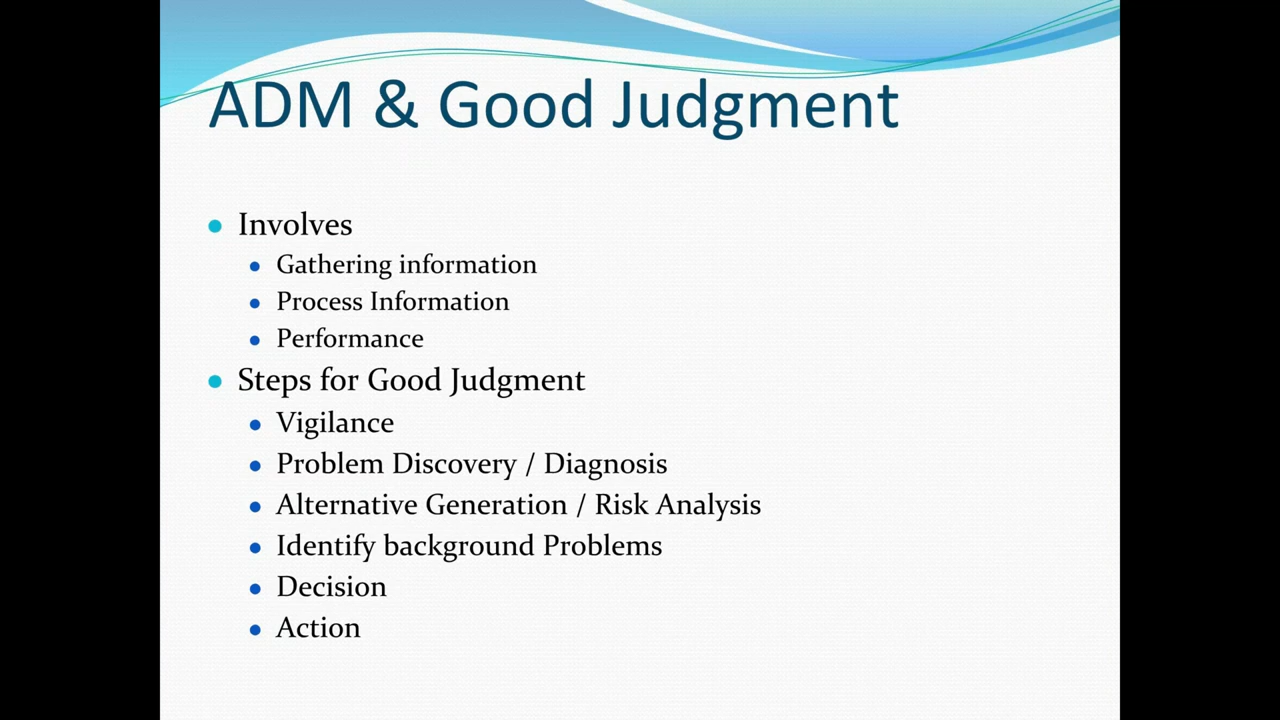 ADM & Good Judgment
Involves
Gathering information
Process Information
Performance
Steps for Good Judgment
Vigilance
Problem Discovery / Diagnosis
Alternative Generation / Risk Analysis
Identify background Problems
Decision
Action